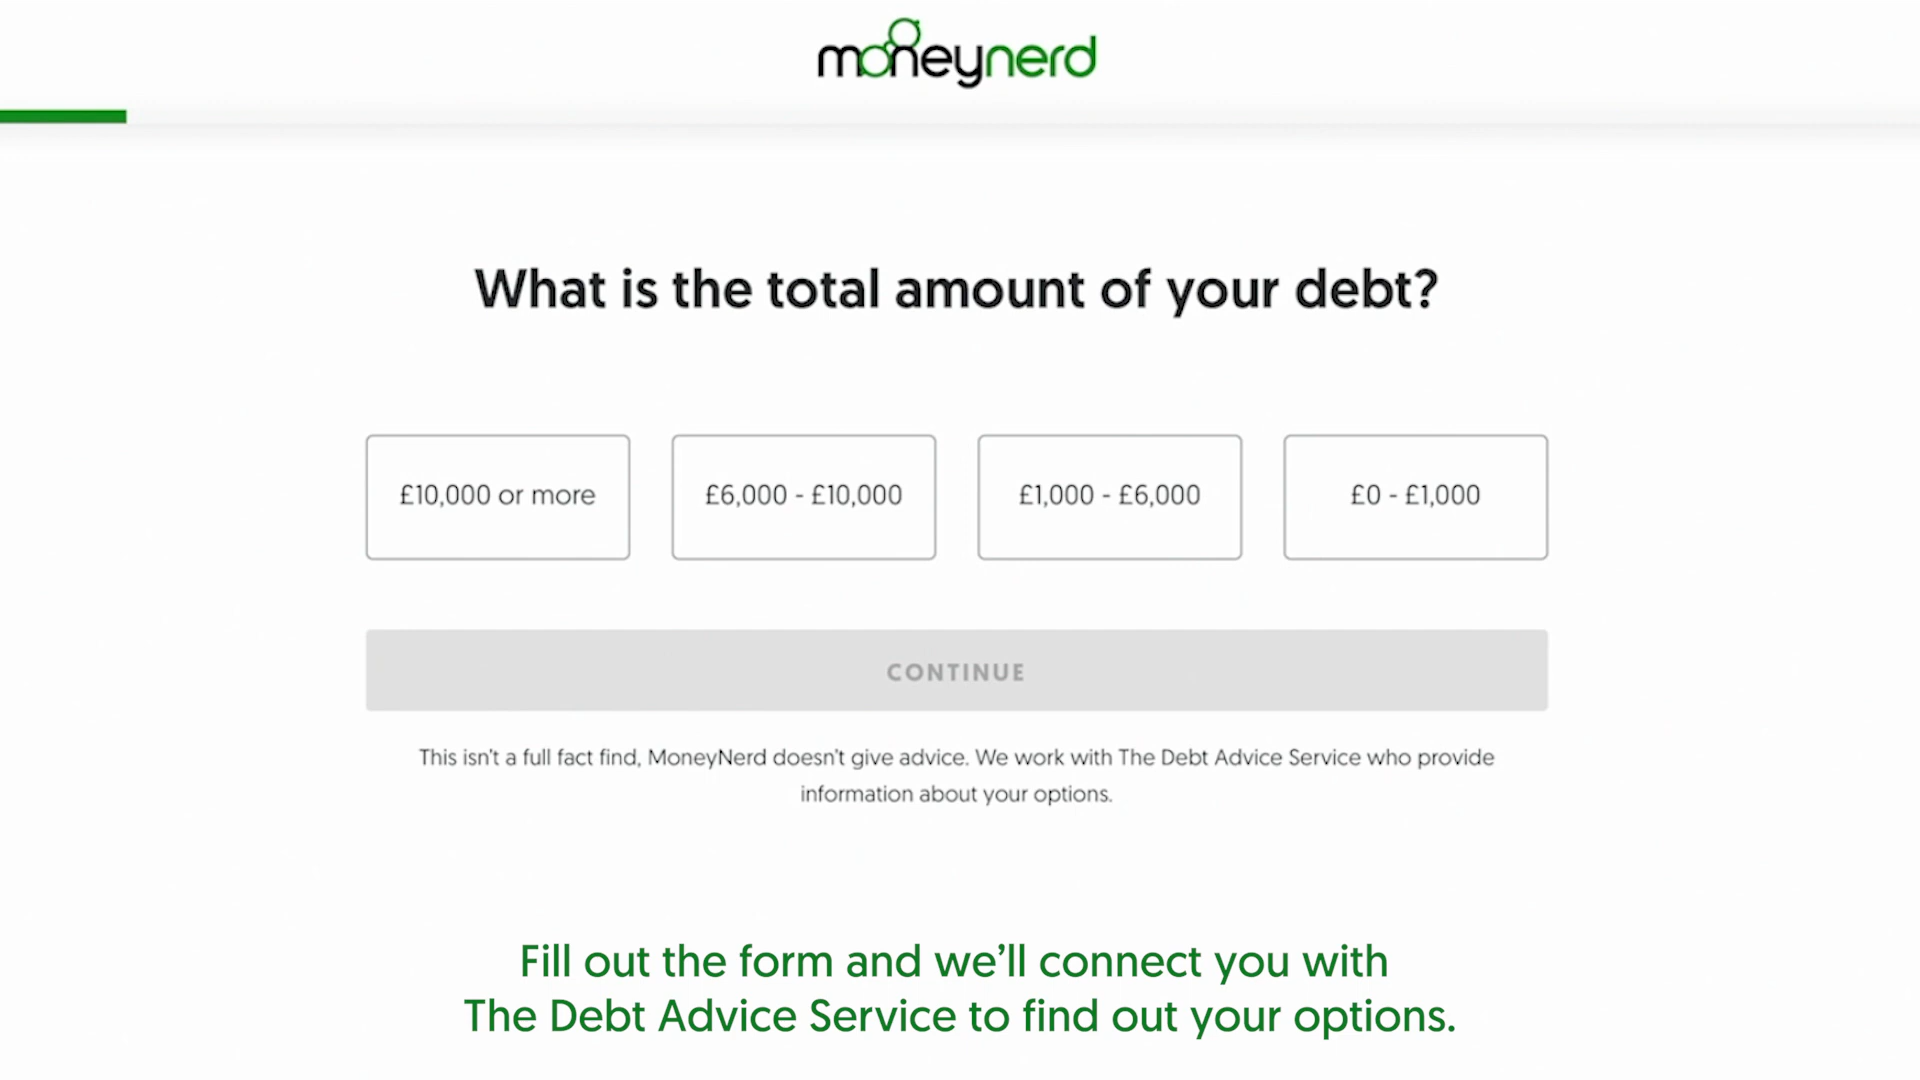 moneynerd
What is the total amount of your debt?
£10,000 or more
£6,000 - £10,000
£1,000 - £6,000
£0 - £1,000
CONTINUE
This isn't a full fact find, MoneyNerd doesn't give advice. We work with The Debt Advice Service who provide
information about your options.
Fill out the form and we’ll connect you with
The Debt Advice Service to find out your options.